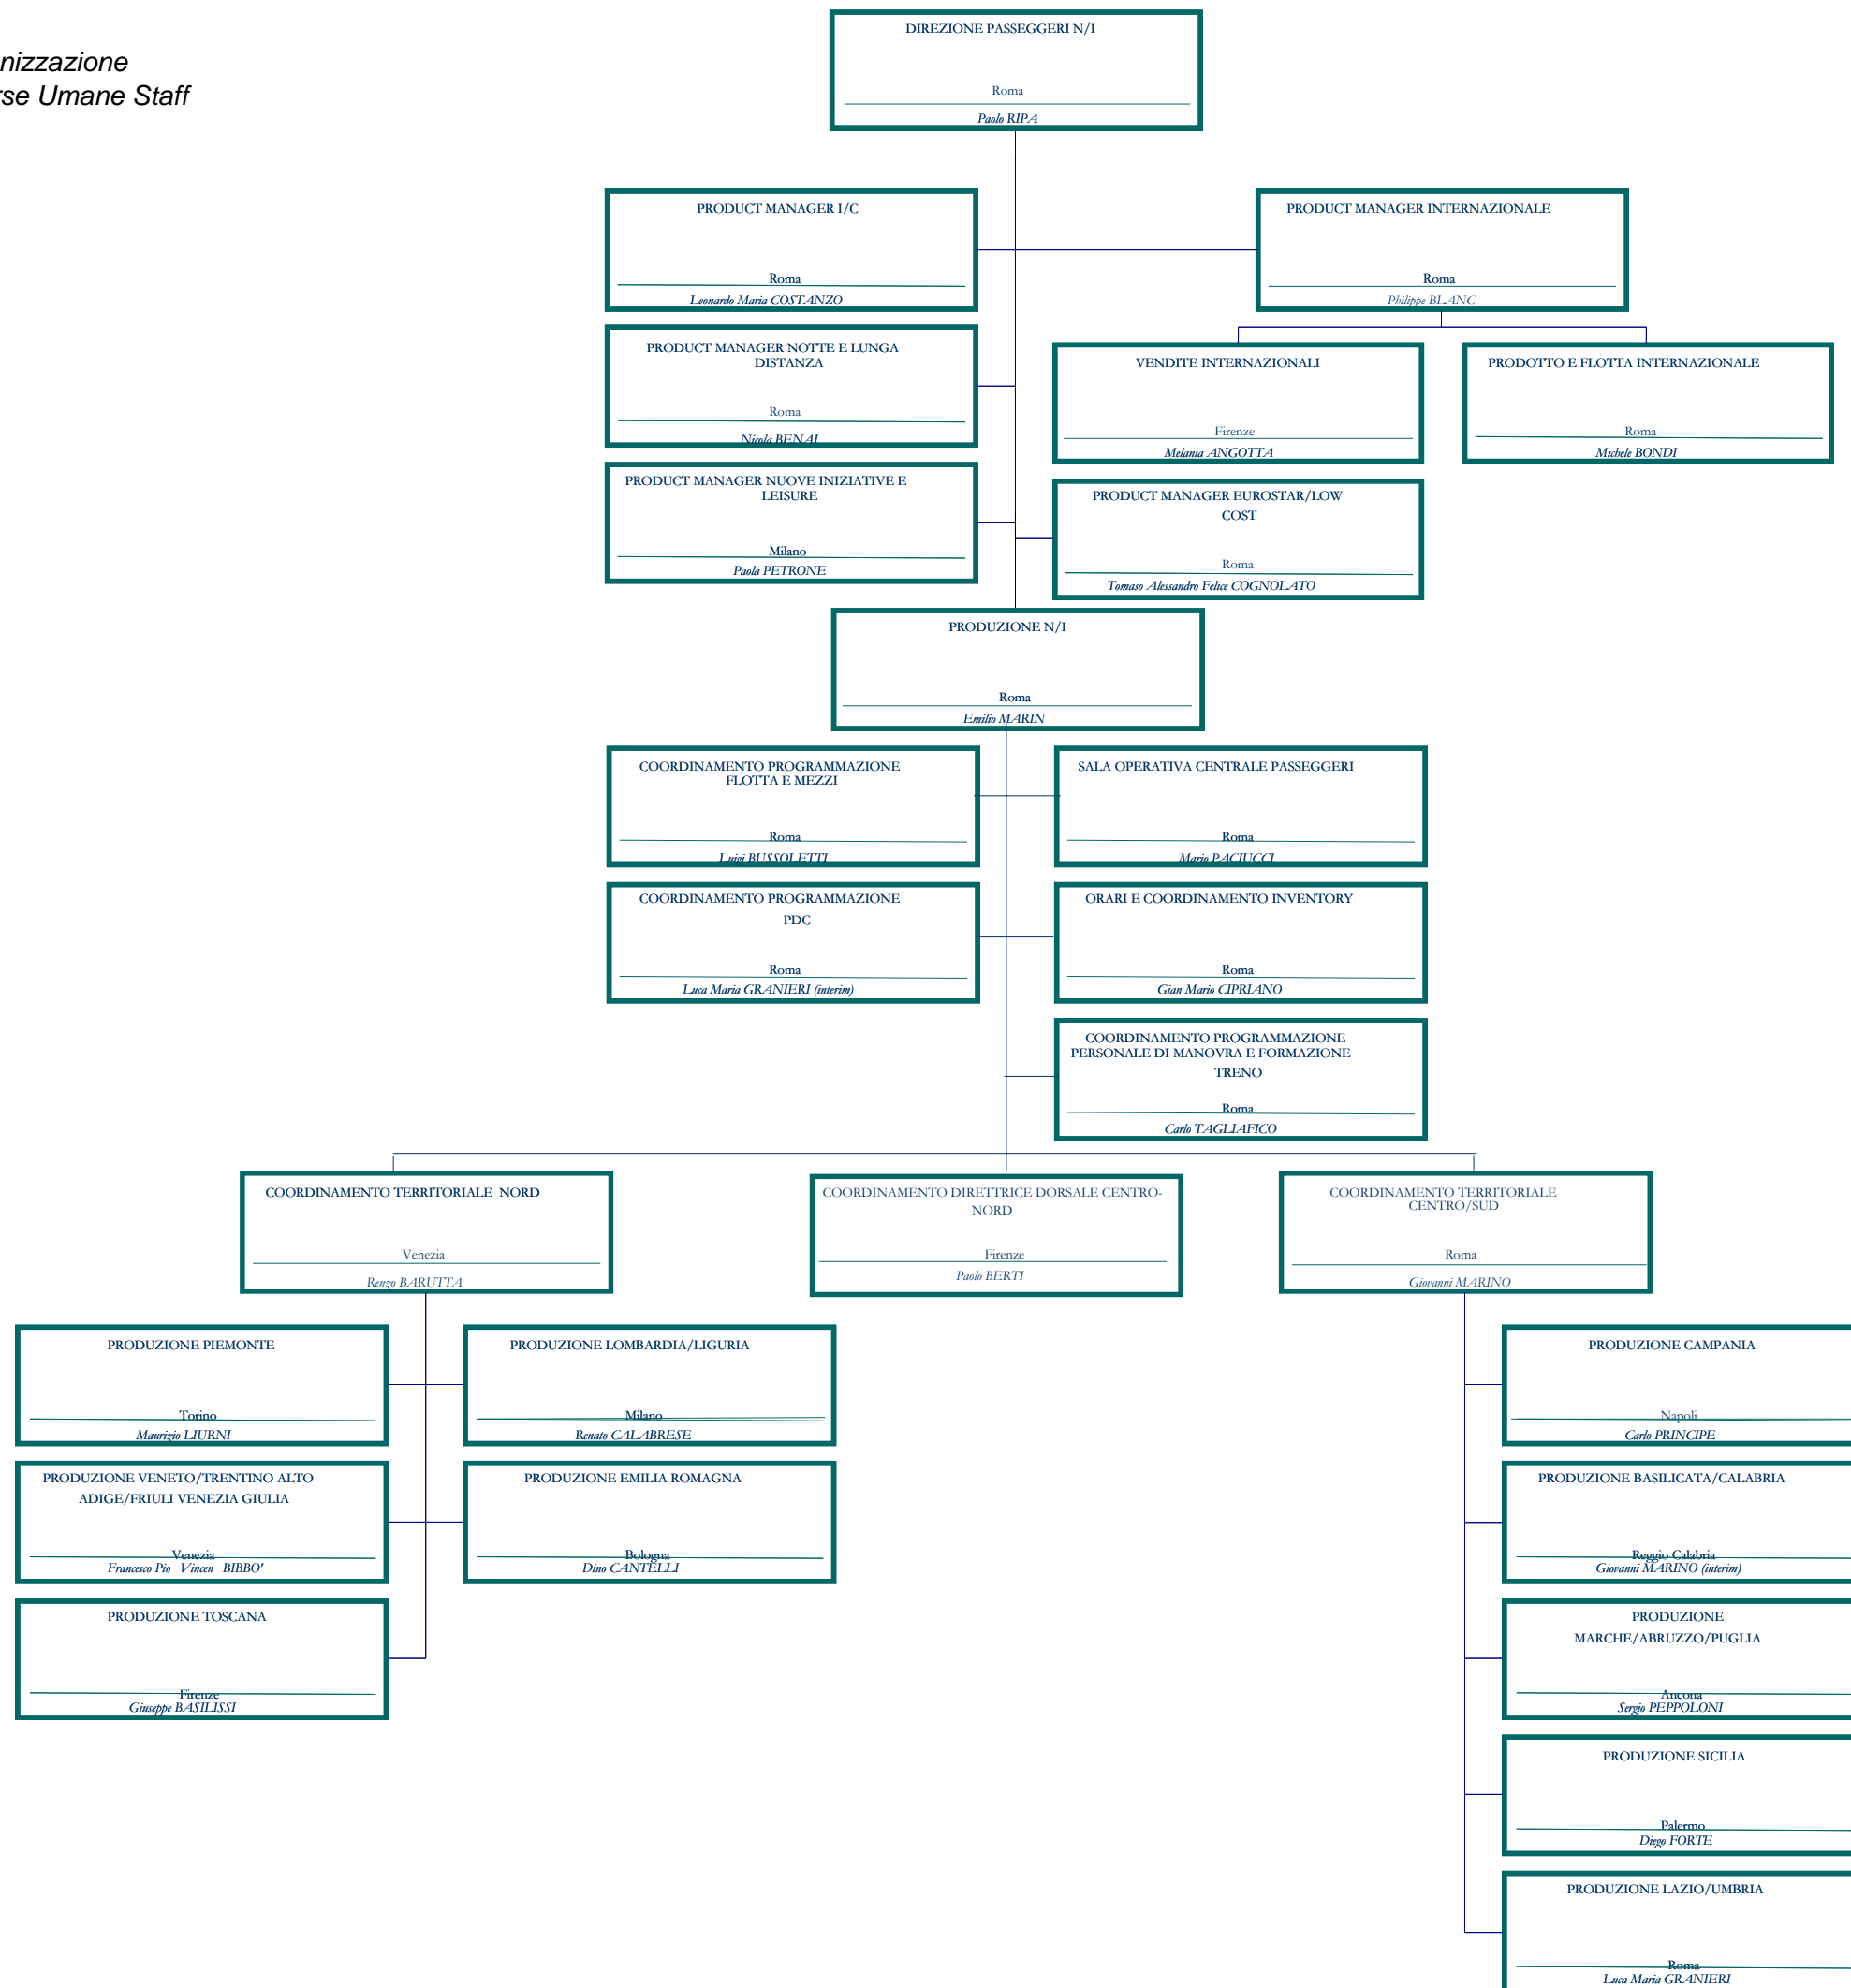 nizzazione
rse Umane Staff
DIREZIONE PASSEGGERI N/I
Roma
Paolo RIPA
PRODUCT MANAGER I/C
Roma
Leonardo Maria COSTANZO
PRODUCT MANAGER INTERNAZIONALE
Roma
Philippe BLANC
PRODUCT MANAGER NOTTE E LUNGA
DISTANZA
Roma
Nicola BENAI
VENDITE INTERNAZIONALI
Firenze
Melania ANGOTTA
PRODOTTO E FLOTTA INTERNAZIONALE
Roma
Michele BONDI
PRODUCT MANAGER NUOVE INIZIATIVE E
LEISURE
Milano
Paola PETRONE
PRODUCT MANAGER EUROSTAR/LOW
COST
Roma
Tomaso Alessandro Felice COGNOLATO
PRODUZIONE N/I
Roma
Emilio MARIN
COORDINAMENTO PROGRAMMAZIONE
FLOTTA E MEZZI
Roma
Luigi BUSSOLETTI
SALA OPERATIVA CENTRALE PASSEGGERI
Roma
Mario PACIUCCI
COORDINAMENTO PROGRAMMAZIONE
PDC
Roma
Luca Maria GRANIERI (interim)
ORARI E COORDINAMENTO INVENTORY
Roma
Gian Mario CIPRIANO
COORDINAMENTO PROGRAMMAZIONE
PERSONALE DI MANOVRA E FORMAZIONE
TRENO
Roma
Carlo TAGLIAFICO
COORDINAMENTO TERRITORIALE NORD
Venezia
Renzo BARUTTA
COORDINAMENTO DIRETTRICE DORSALE CENTRO-
NORD
Firenze
Paolo BERTI
COORDINAMENTO TERRITORIALE
CENTRO/SUD
Roma
Giovanni MARINO
PRODUZIONE PIEMONTE
Torino
Maurizio LIURNI
PRODUZIONE LOMBARDIA/LIGURIA
Milano
Renato CALABRESE
PRODUZIONE CAMPANIA
Napoli
Carlo PRINCIPE
PRODUZIONE VENETO/TRENTINO ALTO
ADIGE/FRIULI VENEZIA GIULIA
Venezia
Francesco Pio Vincen BIBBO'
PRODUZIONE EMILIA ROMAGNA
Bologna
Dino CANTELLI
PRODUZIONE BASILICATA/CALABRIA
Reggio Calabria
Giovanni MARINO (interim)
PRODUZIONE TOSCANA
Firenze
Giuseppe BASILISSI
PRODUZIONE
MARCHE/ABRUZZO/PUGLIA
Ancona
Sergio PEPPOLONI
PRODUZIONE SICILIA
Palermo
Diego FORTE
PRODUZIONE LAZIO/UMBRIA
Roma
Luca Maria GRANIERI